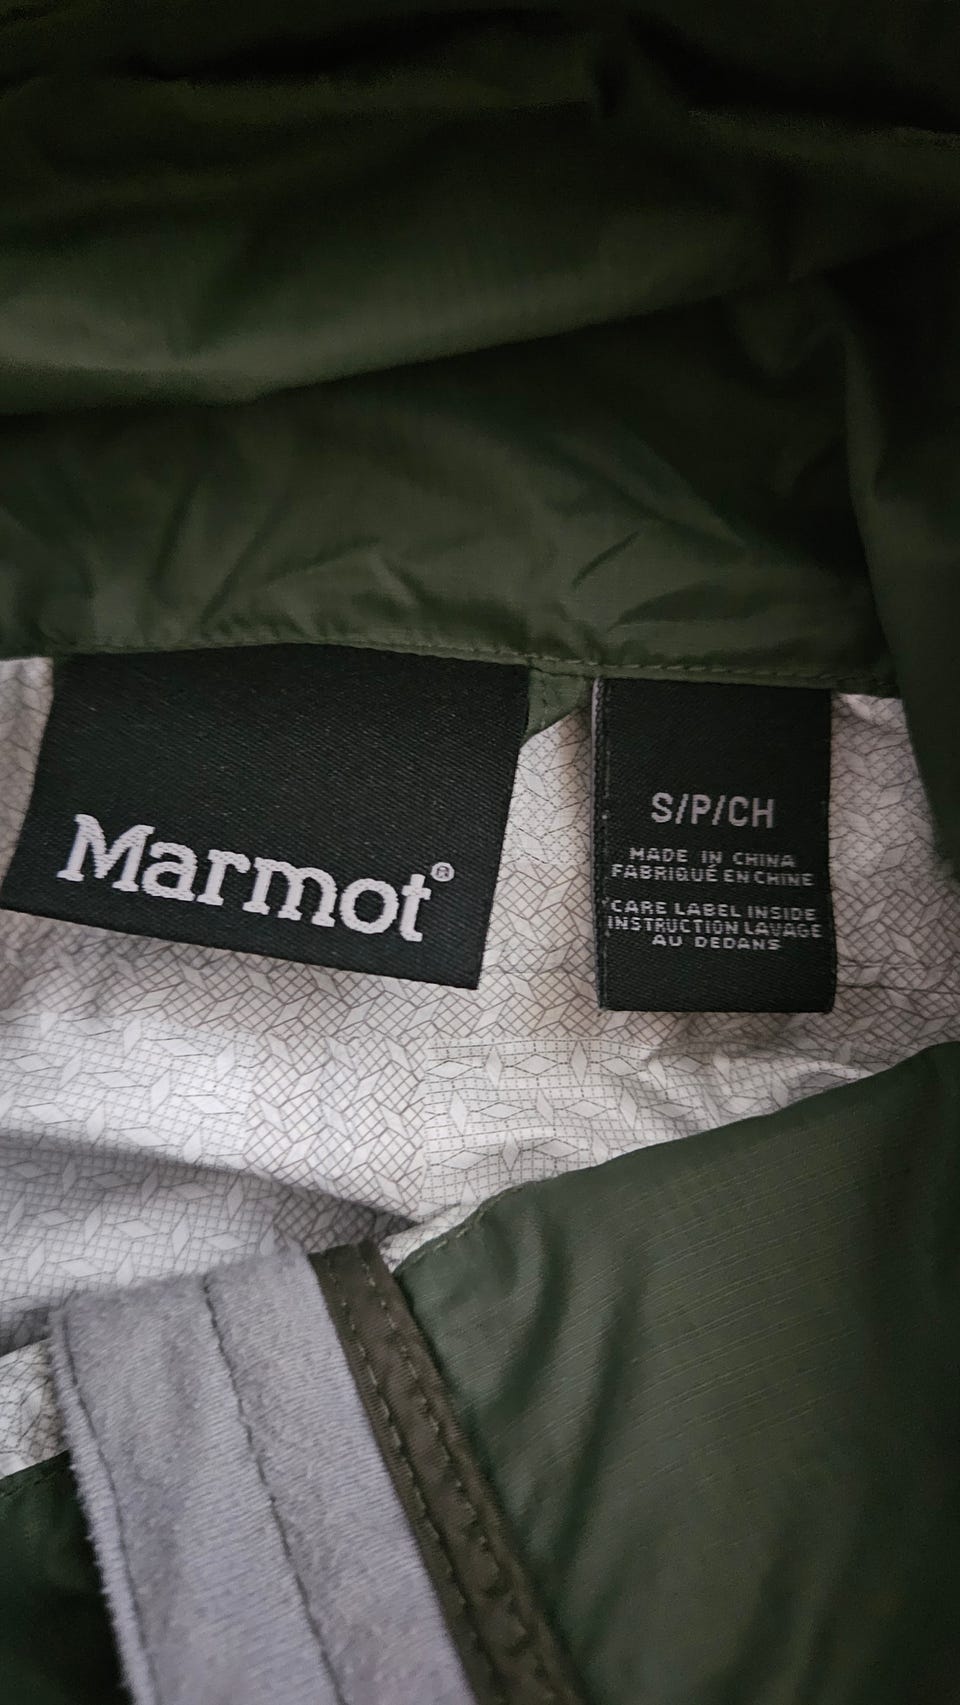 Marmot®
S/P/CH
MADE IN CHINA
FABRIQUÉ EN CHINE
CARE LABEL INSIDE
INSTRUCTION LAVAGE
AU DEDANS